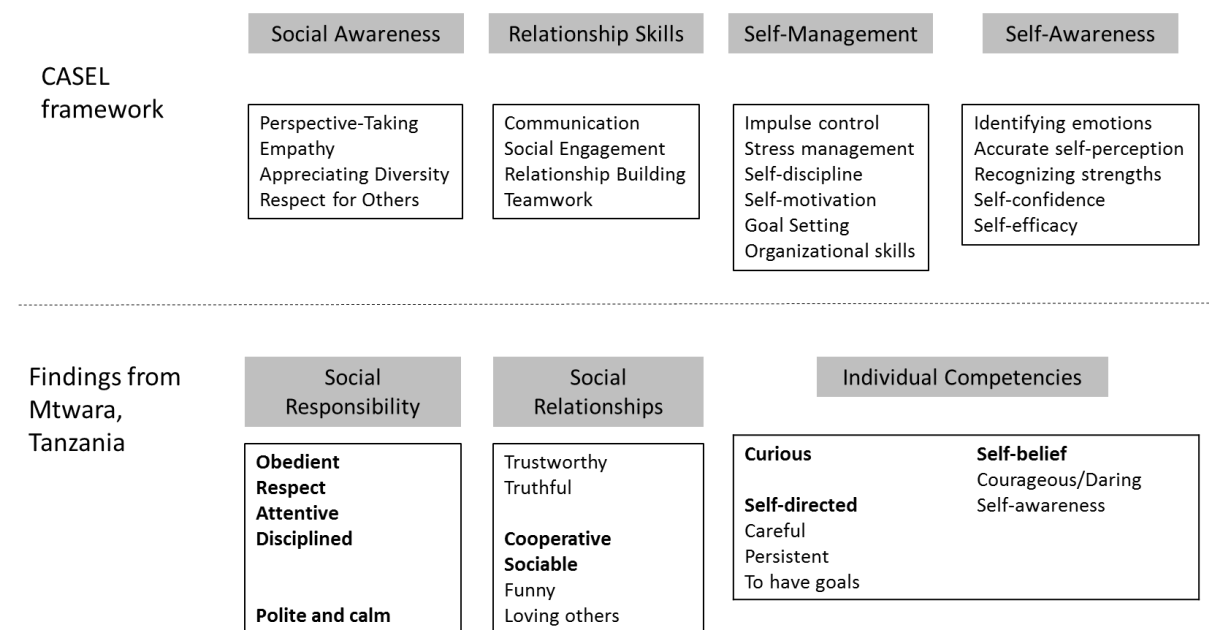 Social Awareness
Relationship Skills
Self-Management
Self-Awareness
CASEL
framework
Perspective-Taking
Empathy
Appreciating Diversity
Respect for Others
Communication
Social Engagement
Relationship Building
Teamwork
Impulse control
Stress management
Self-discipline
Self-motivation
Goal Setting
Organizational skills
Identifying emotions
Accurate self-perception
Recognizing strengths
Self-confidence
Self-efficacy
Findings from
Mtwara,
Tanzania
Social
Responsibility
Social
Relationships
Individual Competencies
Obedient
Respect
Attentive
Disciplined
Polite and calm
Trustworthy
Truthful
Cooperative
Sociable
Funny
Loving others
Curious
Self-directed
Careful
Persistent
To have goals
Self-belief
Courageous/Daring
Self-awareness